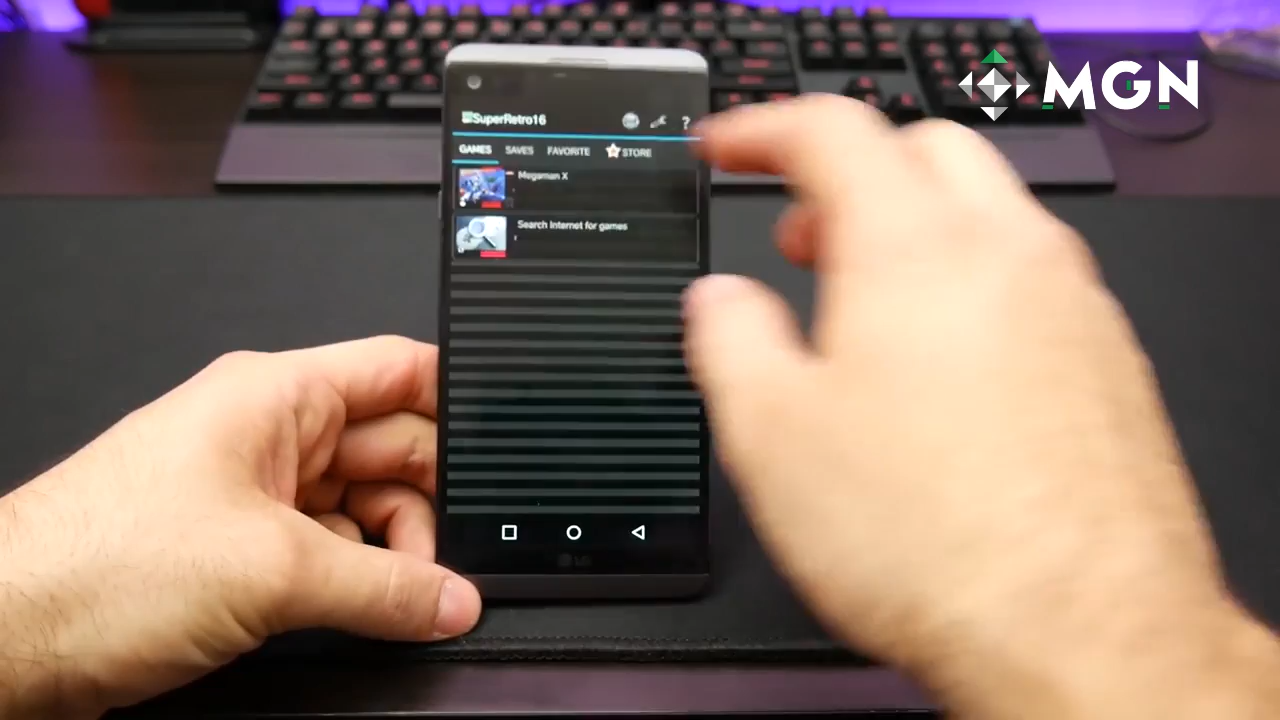 MGN
SuperRetro16
?
GAMES SAVES FAVORITE STORE
Megaman X
Search Internet for games
LG